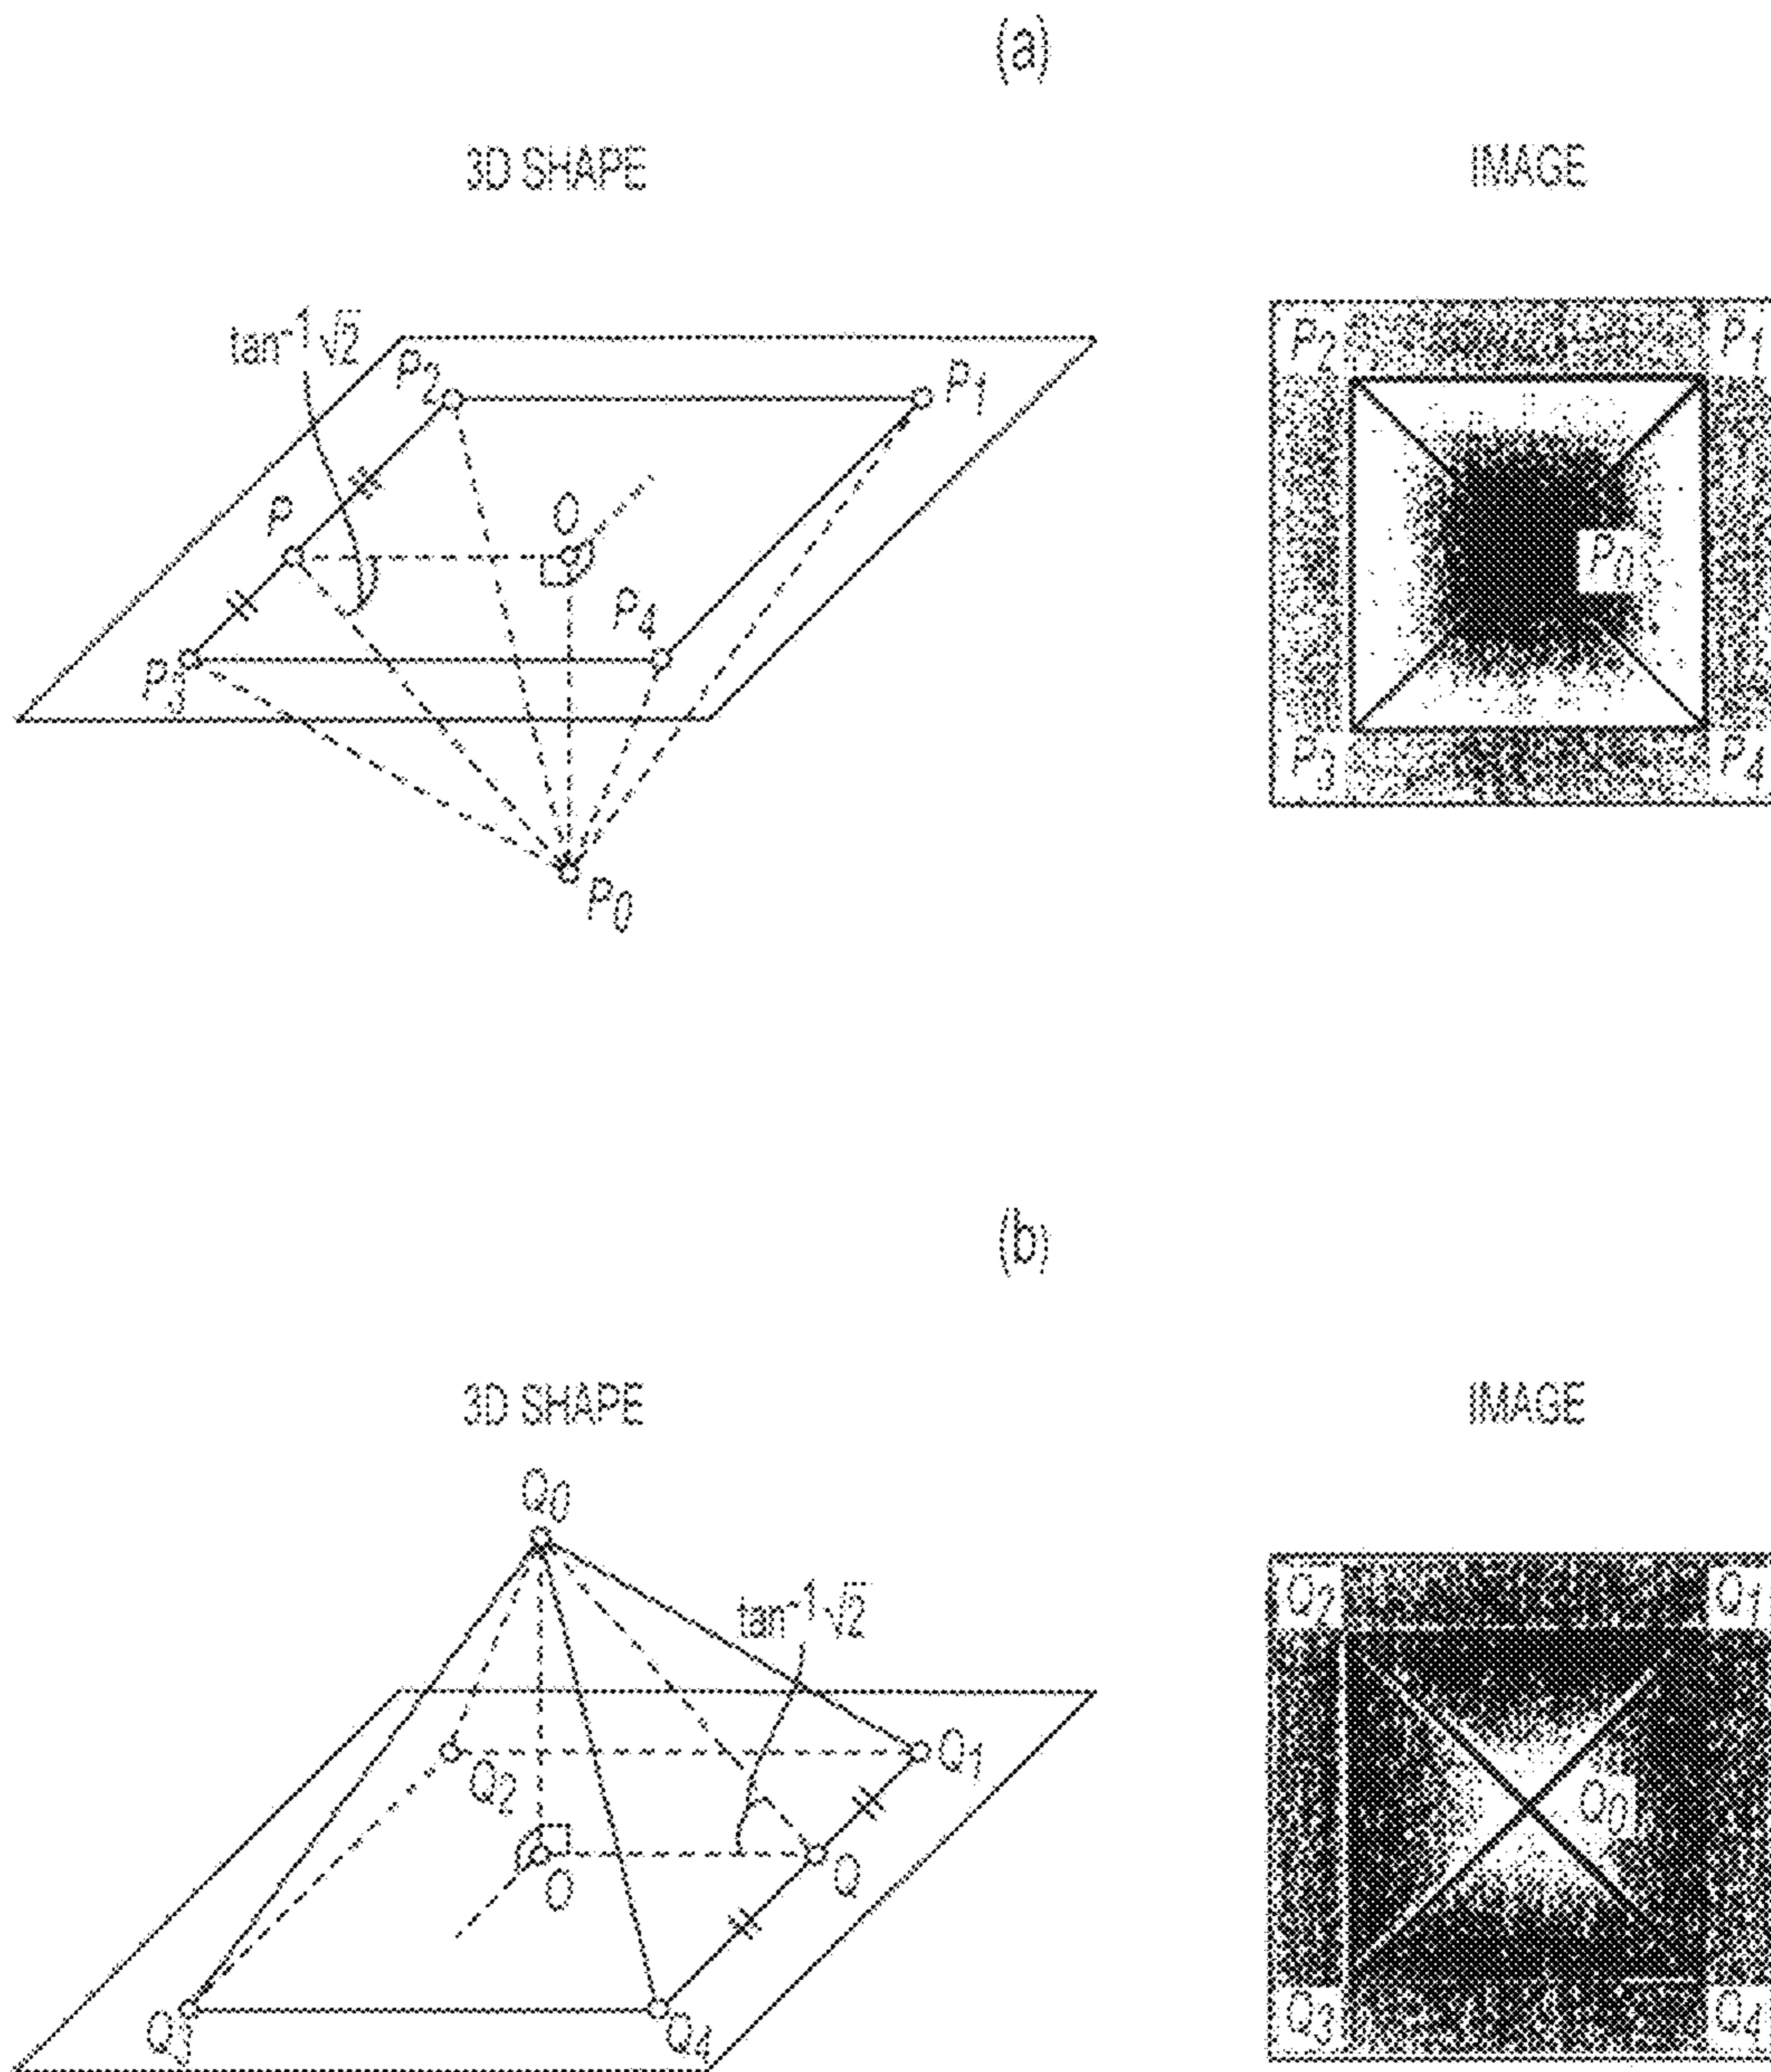 (a)
3D SHAPE
IMAGE
tan⁻¹√2
P₂
P₁
P
O
P₄
P₃
P₀
P₂
P₁
P₀
P₃
P₄
(b)
3D SHAPE
IMAGE
Q₀
tan⁻¹√2
Q₁
Q₂
O
Q
Q₃
Q₄
Q₂
Q₁
Q₀
Q₃
Q₄